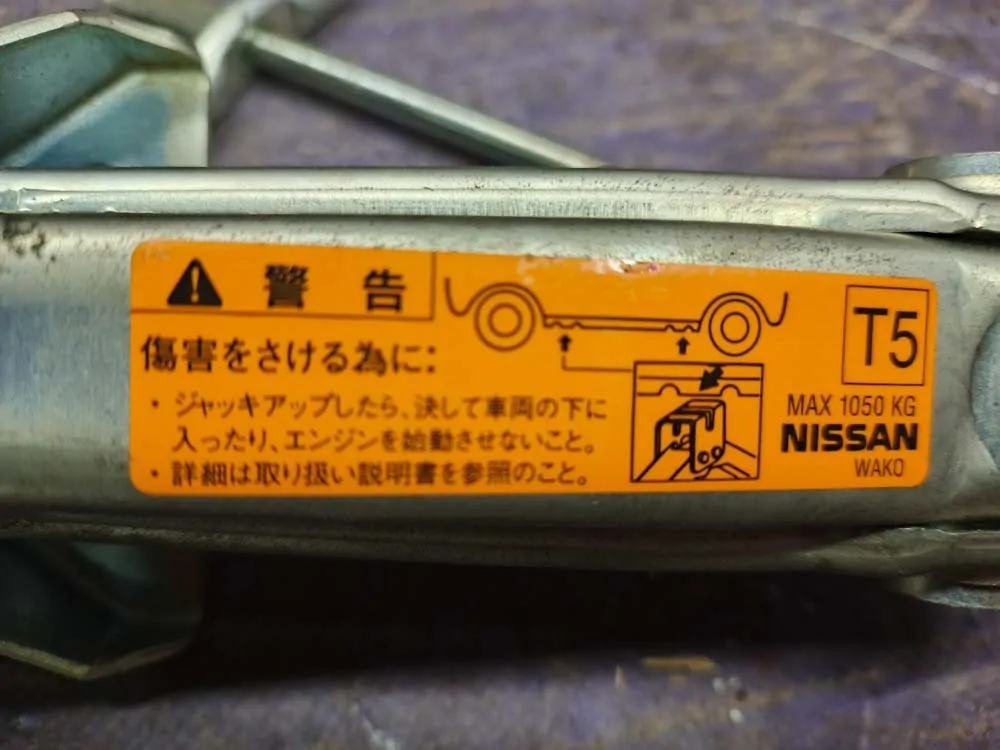 警告
傷害をさける為に:
・ジャッキアップしたら、決して車両の下に
入ったり、エンジンを始動させないこと。
・詳細は取り扱い説明書を参照のこと。
T5
MAX 1050 KG
NISSAN
WAKO